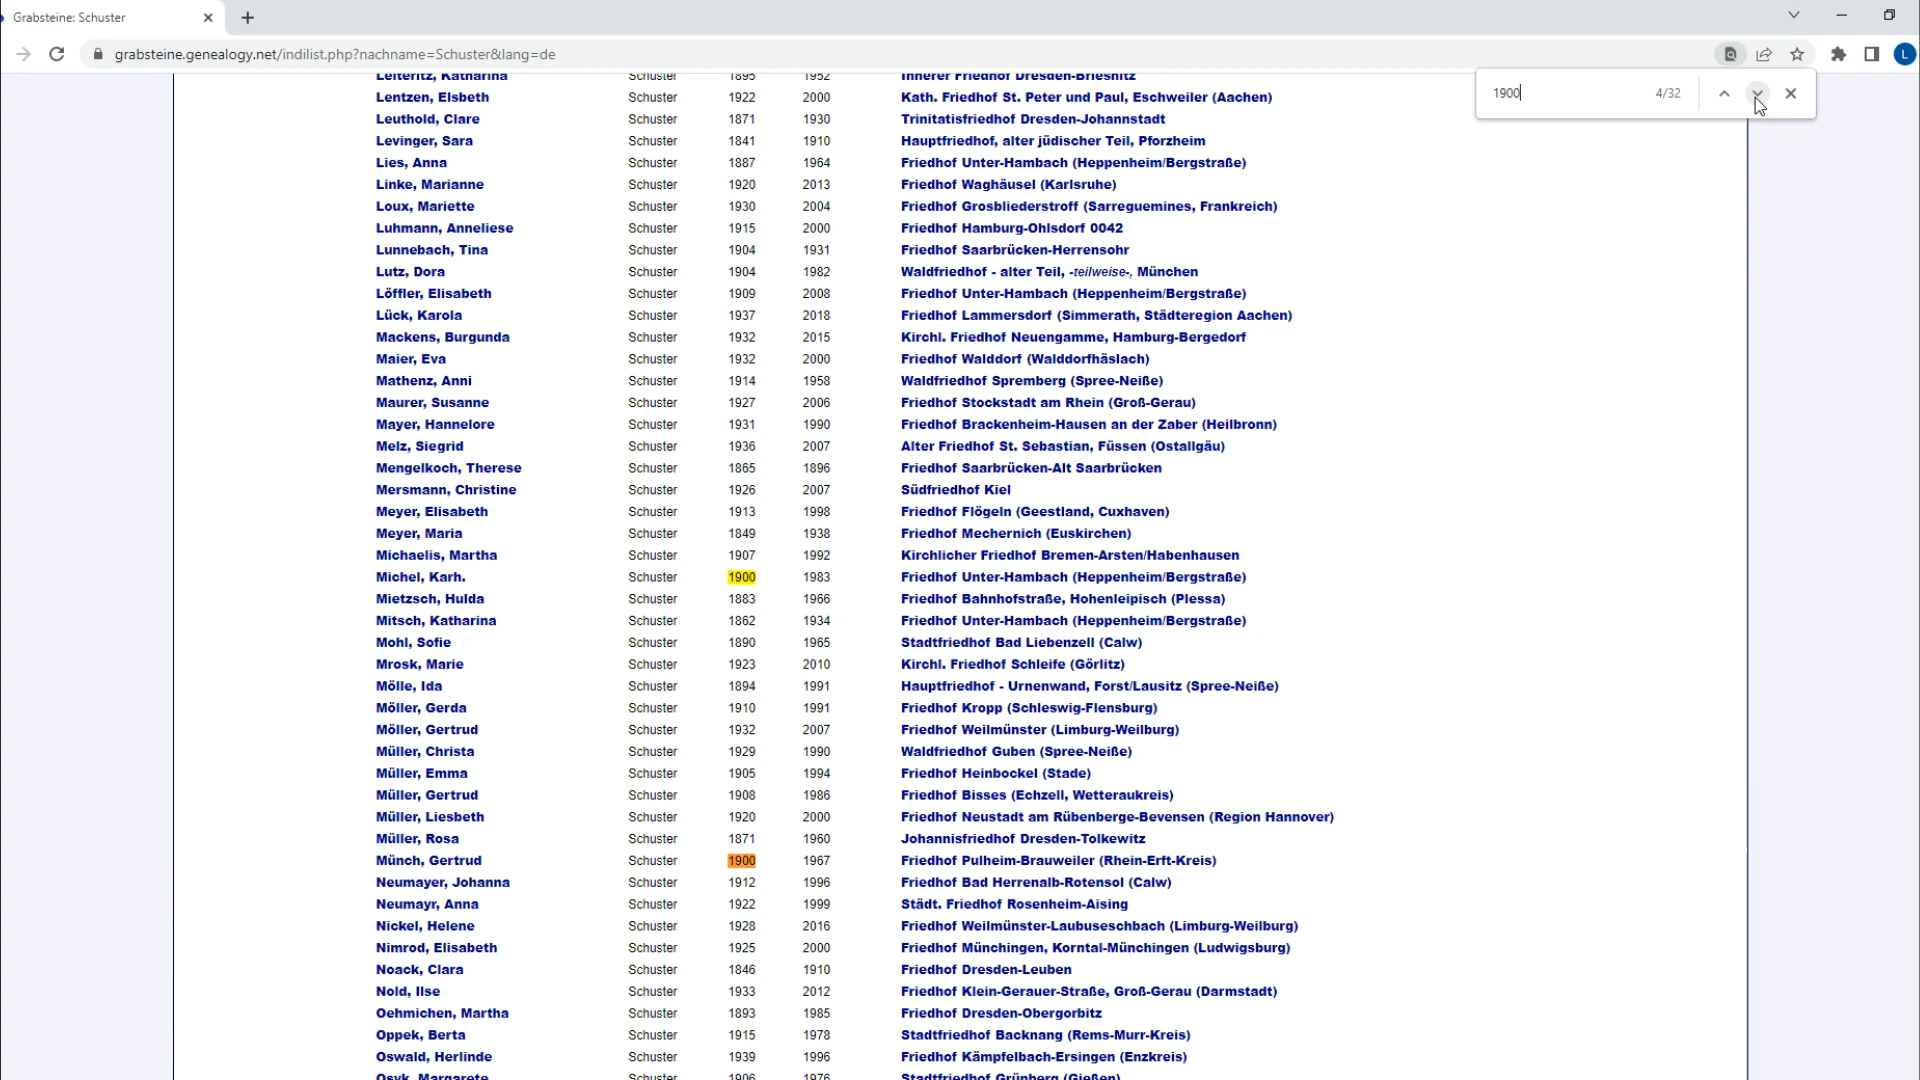 Grabsteine: Schuster
grabsteine.genealogy.net/indilist.php?nachname=Schuster&lang=de
L
1900 4/32
Leiteritz, Katharina Schuster 1895 1952 Innerer Friedhof Dresden-Briesnitz
Lentzen, Elsbeth Schuster 1922 2000 Kath. Friedhof St. Peter und Paul, Eschweiler (Aachen)
Leuthold, Clare Schuster 1871 1930 Trinitatisfriedhof Dresden-Johannstadt
Levinger, Sara Schuster 1841 1910 Hauptfriedhof, alter jüdischer Teil, Pforzheim
Lies, Anna Schuster 1887 1964 Friedhof Unter-Hambach (Heppenheim/Bergstraße)
Linke, Marianne Schuster 1920 2013 Friedhof Waghäusel (Karlsruhe)
Loux, Mariette Schuster 1930 2004 Friedhof Grosbliederstroff (Sarreguemines, Frankreich)
Luhmann, Anneliese Schuster 1915 2000 Friedhof Hamburg-Ohlsdorf 0042
Lunnebach, Tina Schuster 1904 1931 Friedhof Saarbrücken-Herrensohr
Lutz, Dora Schuster 1904 1982 Waldfriedhof - alter Teil, -teilweise-, München
Löffler, Elisabeth Schuster 1909 2008 Friedhof Unter-Hambach (Heppenheim/Bergstraße)
Lück, Karola Schuster 1937 2018 Friedhof Lammersdorf (Simmerath, Städteregion Aachen)
Mackens, Burgunda Schuster 1932 2015 Kirchl. Friedhof Neuengamme, Hamburg-Bergedorf
Maier, Eva Schuster 1932 2000 Friedhof Walddorf (Walddorfhäslach)
Mathenz, Anni Schuster 1914 1958 Waldfriedhof Spremberg (Spree-Neiße)
Maurer, Susanne Schuster 1927 2006 Friedhof Stockstadt am Rhein (Groß-Gerau)
Mayer, Hannelore Schuster 1931 1990 Friedhof Brackenheim-Hausen an der Zaber (Heilbronn)
Melz, Siegrid Schuster 1936 2007 Alter Friedhof St. Sebastian, Füssen (Ostallgäu)
Mengelkoch, Therese Schuster 1865 1896 Friedhof Saarbrücken-Alt Saarbrücken
Mersmann, Christine Schuster 1926 2007 Südfriedhof Kiel
Meyer, Elisabeth Schuster 1913 1998 Friedhof Flögeln (Geestland, Cuxhaven)
Meyer, Maria Schuster 1849 1938 Friedhof Mechernich (Euskirchen)
Michaelis, Martha Schuster 1907 1992 Kirchlicher Friedhof Bremen-Arsten/Habenhausen
Michel, Karh. Schuster 1900 1983 Friedhof Unter-Hambach (Heppenheim/Bergstraße)
Mietzsch, Hulda Schuster 1883 1966 Friedhof Bahnhofstraße, Hohenleipisch (Plessa)
Mitsch, Katharina Schuster 1862 1934 Friedhof Unter-Hambach (Heppenheim/Bergstraße)
Mohl, Sofie Schuster 1890 1965 Stadtfriedhof Bad Liebenzell (Calw)
Mrosk, Marie Schuster 1923 2010 Kirchl. Friedhof Schleife (Görlitz)
Mölle, Ida Schuster 1894 1991 Hauptfriedhof - Urnenwand, Forst/Lausitz (Spree-Neiße)
Möller, Gerda Schuster 1910 1991 Friedhof Kropp (Schleswig-Flensburg)
Möller, Gertrud Schuster 1932 2007 Friedhof Weilmünster (Limburg-Weilburg)
Müller, Christa Schuster 1929 1990 Waldfriedhof Guben (Spree-Neiße)
Müller, Emma Schuster 1905 1994 Friedhof Heinbockel (Stade)
Müller, Gertrud Schuster 1908 1986 Friedhof Bisses (Echzell, Wetteraukreis)
Müller, Liesbeth Schuster 1920 2000 Friedhof Neustadt am Rübenberge-Bevensen (Region Hannover)
Müller, Rosa Schuster 1871 1960 Johannisfriedhof Dresden-Tolkewitz
Münch, Gertrud Schuster 1900 1967 Friedhof Pulheim-Brauweiler (Rhein-Erft-Kreis)
Neumayer, Johanna Schuster 1912 1996 Friedhof Bad Herrenalb-Rotensol (Calw)
Neumayr, Anna Schuster 1922 1999 Städt. Friedhof Rosenheim-Aising
Nickel, Helene Schuster 1928 2016 Friedhof Weilmünster-Laubuseschbach (Limburg-Weilburg)
Nimrod, Elisabeth Schuster 1925 2000 Friedhof Münchingen, Korntal-Münchingen (Ludwigsburg)
Noack, Clara Schuster 1846 1910 Friedhof Dresden-Leuben
Nold, Ilse Schuster 1933 2012 Friedhof Klein-Gerauer-Straße, Groß-Gerau (Darmstadt)
Oehmichen, Martha Schuster 1893 1985 Friedhof Dresden-Obergorbitz
Oppek, Berta Schuster 1915 1978 Stadtfriedhof Backnang (Rems-Murr-Kreis)
Oswald, Herlinde Schuster 1939 1996 Friedhof Kämpfelbach-Ersingen (Enzkreis)
Osyk, Margarete Schuster 1906 1976 Stadtfriedhof Grünberg (Gießen)